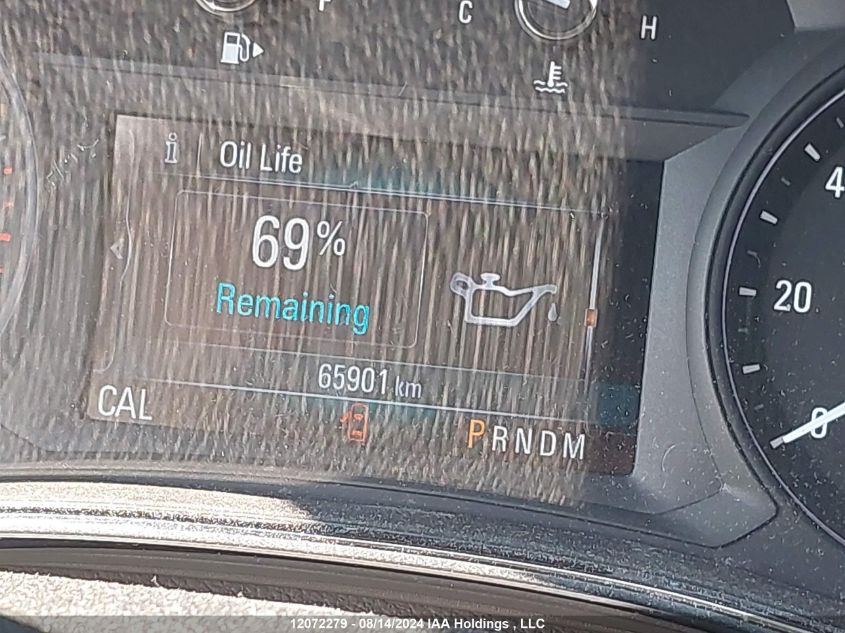 F
C
H
i | Oil Life
69%
Remaining
65901 km
CAL
PRNDM
4
20
0
12072279 - 08/14/2024 IAA Holdings , LLC